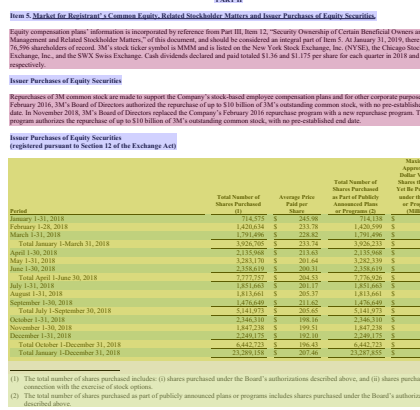 PART II
Item 5. Market for Registrant's Common Equity, Related Stockholder Matters and Issuer Purchases of Equity Securities.
Equity compensation plans' information is incorporated by reference from Part III, Item 12, "Security Ownership of Certain Beneficial Owners and
Management and Related Stockholder Matters," of this document, and should be considered an integral part of Item 5. At January 31, 2019, there
76,596 shareholders of record. 3M's stock ticker symbol is MMM and is listed on the New York Stock Exchange, Inc. (NYSE), the Chicago Stoc
Exchange, Inc., and the SWX Swiss Exchange. Cash dividends declared and paid totaled $1.36 and $1.175 per share for each quarter in 2018 and
respectively.
Issuer Purchases of Equity Securities
Repurchases of 3M common stock are made to support the Company's stock-based employee compensation plans and for other corporate purpos
February 2016, 3M's Board of Directors authorized the repurchase of up to $10 billion of 3M's outstanding common stock, with no pre-establishe
date. In November 2018, 3M's Board of Directors replaced the Company's February 2016 repurchase program with a new repurchase program. T
program authorizes the repurchase of up to $10 billion of 3M's outstanding common stock, with no pre-established end date.
Issuer Purchases of Equity Securities
(registered pursuant to Section 12 of the Exchange Act)
Period Total Number of Shares Purchased (1) Average Price Paid per Share Total Number of Shares Purchased as Part of Publicly Announced Plans or Programs (2)
January 1-31, 2018 714,575 $ 245.98 714,138 $
February 1-28, 2018 1,420,634 $ 233.78 1,420,599 $
March 1-31, 2018 1,791,496 $ 228.82 1,791,496 $
Total January 1-March 31, 2018 3,926,705 $ 233.74 3,926,233 $
April 1-30, 2018 2,135,968 $ 213.63 2,135,968 $
May 1-31, 2018 3,283,170 $ 201.64 3,282,339 $
June 1-30, 2018 2,358,619 $ 200.31 2,358,619 $
Total April 1-June 30, 2018 7,777,757 $ 204.53 7,776,926 $
July 1-31, 2018 1,851,663 $ 201.17 1,851,663 $
August 1-31, 2018 1,813,661 $ 205.37 1,813,661 $
September 1-30, 2018 1,476,649 $ 211.62 1,476,649 $
Total July 1-September 30, 2018 5,141,973 $ 205.65 5,141,973 $
October 1-31, 2018 2,346,310 $ 198.16 2,346,310 $
November 1-30, 2018 1,847,238 $ 199.51 1,847,238 $
December 1-31, 2018 2,249,175 $ 192.10 2,249,175 $
Total October 1-December 31, 2018 6,442,723 $ 196.43 6,442,723 $
Total January 1-December 31, 2018 23,289,158 $ 207.46 23,287,855 $
(1) The total number of shares purchased includes: (i) shares purchased under the Board's authorizations described above, and (ii) shares purcha
connection with the exercise of stock options.
(2) The total number of shares purchased as part of publicly announced plans or programs includes shares purchased under the Board's authoriz
described above.